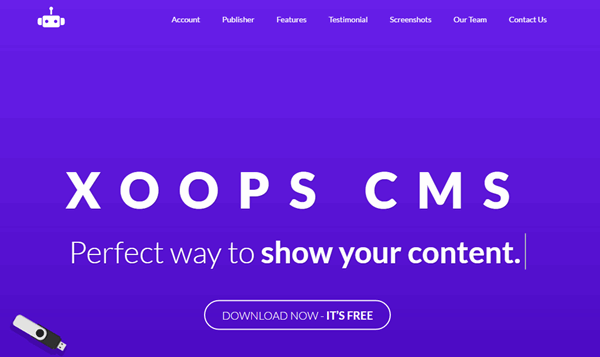 Account Publisher Features Testimonial Screenshots Our Team Contact Us
XOOPS CMS
Perfect way to show your content.
DOWNLOAD NOW - IT'S FREE